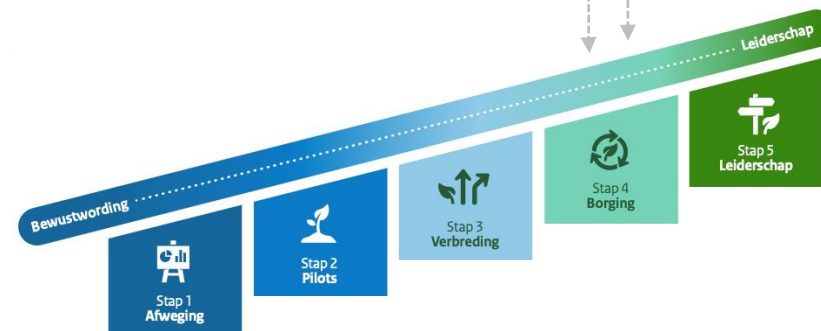 Leiderschap
Bewustwording
Stap 1
Afweging
Stap 2
Pilots
Stap 3
Verbreding
Stap 4
Borging
Stap 5
Leiderschap